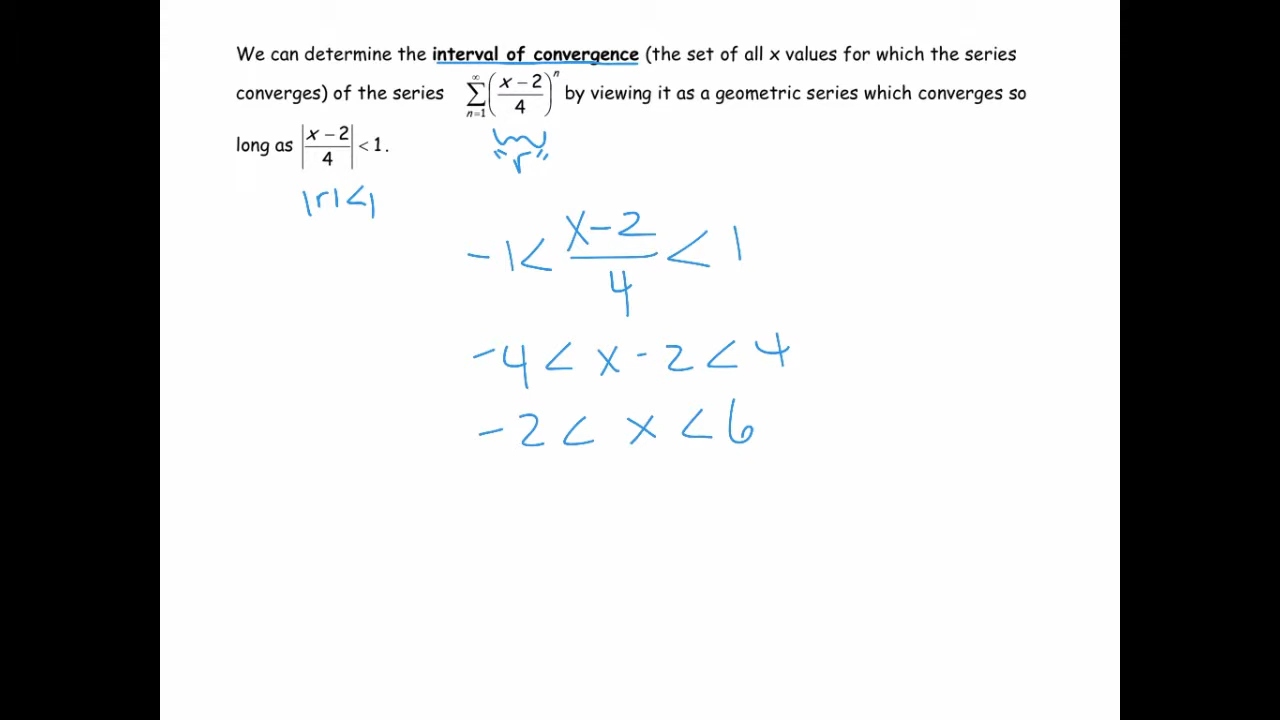 We can determine the interval of convergence (the set of all x values for which the series
converges) of the series ∞ Σ n=1 ((x − 2)/4)^n by viewing it as a geometric series which converges so
long as |(x − 2)/4| < 1.
"r"
|r| < 1
-1 < (x-2)/4 < 1
-4 < x - 2 < 4
-2 < x < 6